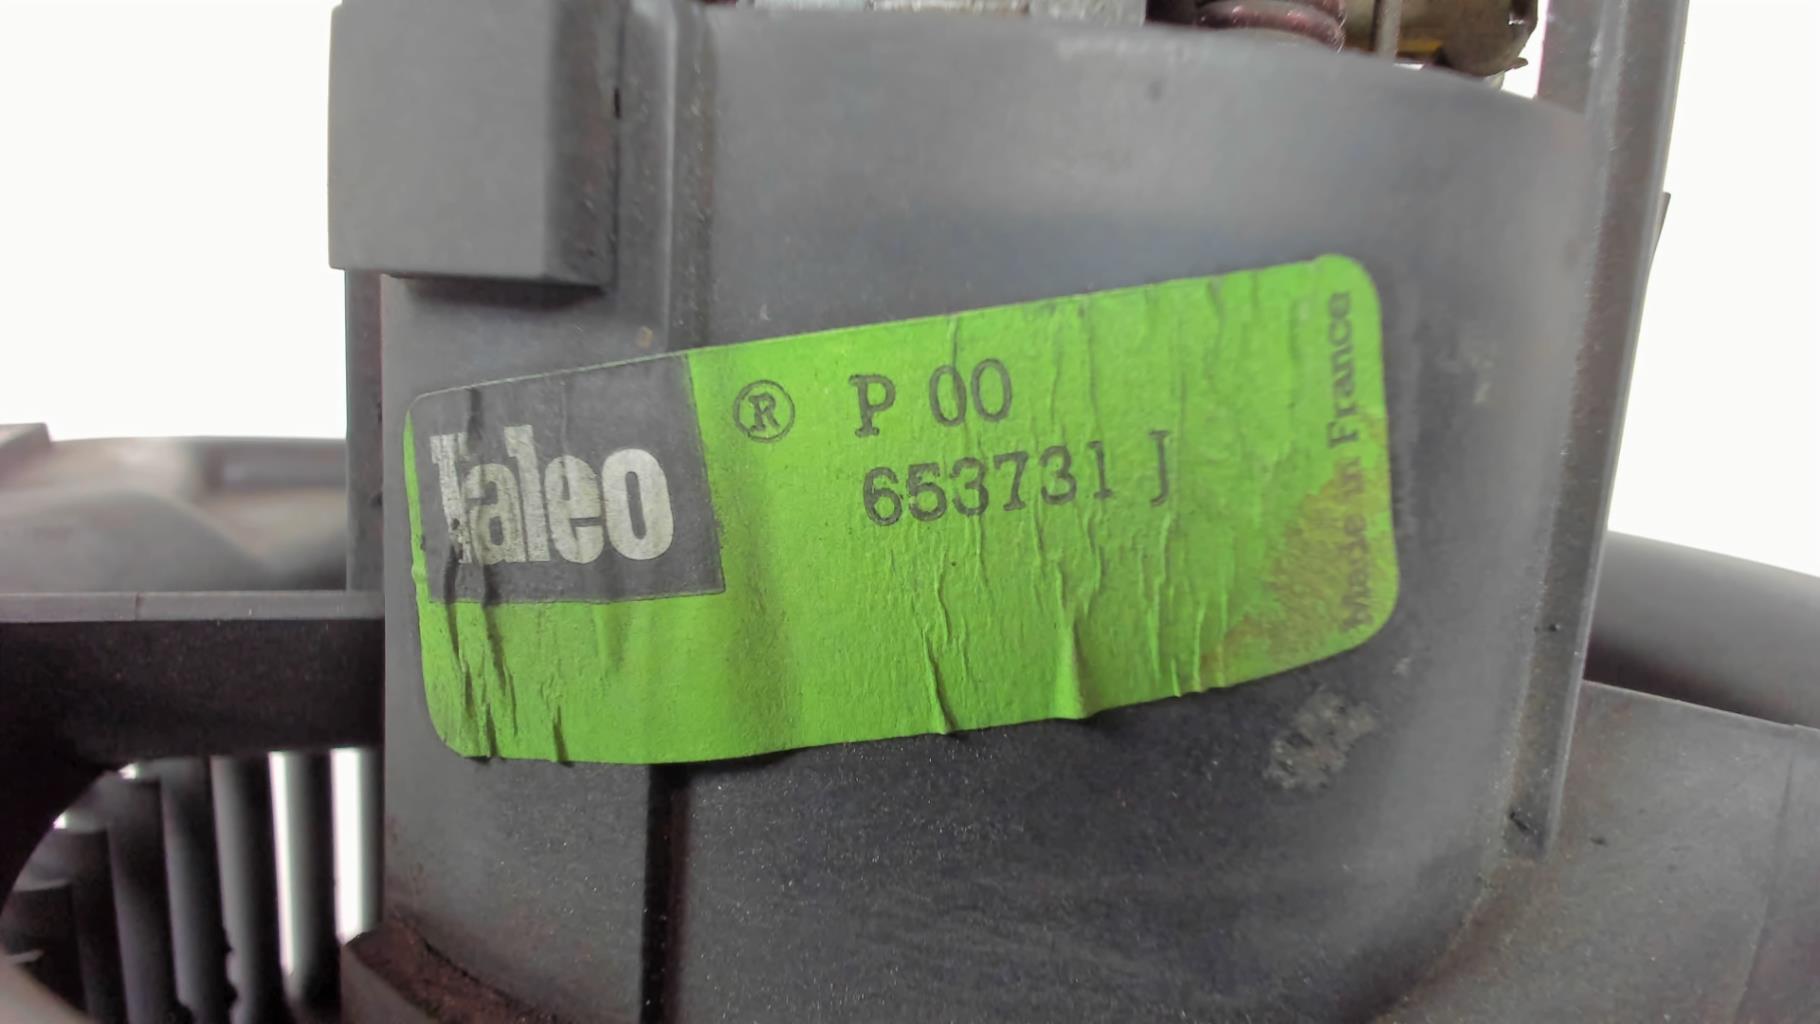 Valeo ® P 00
653731 J
Made in France